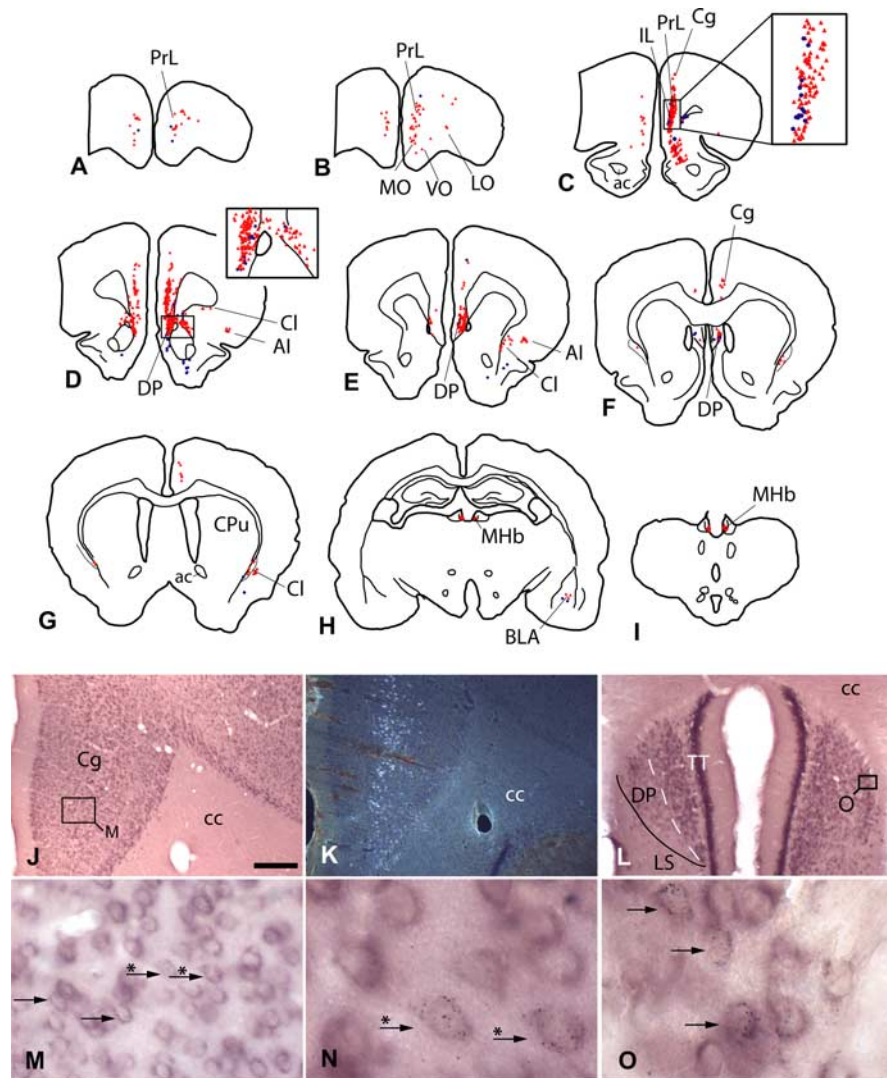 PrL
A
PrL
MO
VO
LO
B
IL
PrL
Cg
ac
C
Cl
AI
DP
D
AI
Cl
DP
E
Cg
DP
F
CPu
ac
Cl
G
MHb
BLA
H
MHb
I
Cg
M
cc
J
cc
K
cc
TT
DP
O
LS
L
*
*
M
*
*
N
O